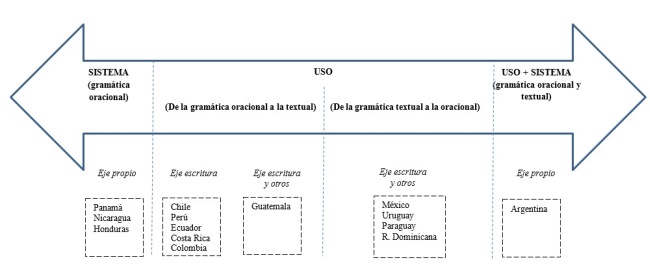 SISTEMA
(gramática
oracional)
USO
(De la gramática oracional a la textual)
(De la gramática textual a la oracional)
USO + SISTEMA
(gramática oracional y
textual)
Eje propio
Eje escritura
Eje escritura
y otros
Eje escritura
y otros
Eje propio
Panamá
Nicaragua
Honduras
Chile
Perú
Ecuador
Costa Rica
Colombia
Guatemala
México
Uruguay
Paraguay
R. Dominicana
Argentina